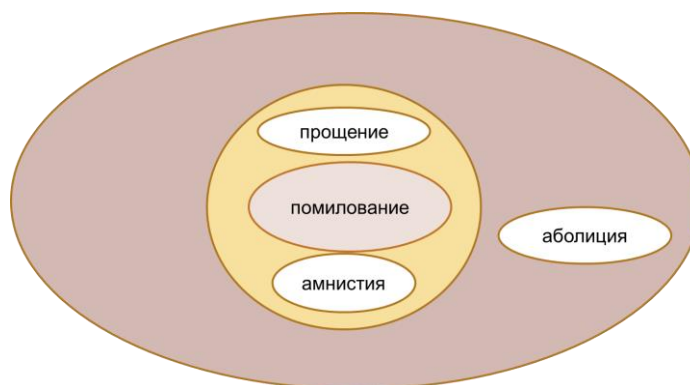 прощение
помилование
аболиция
амнистия